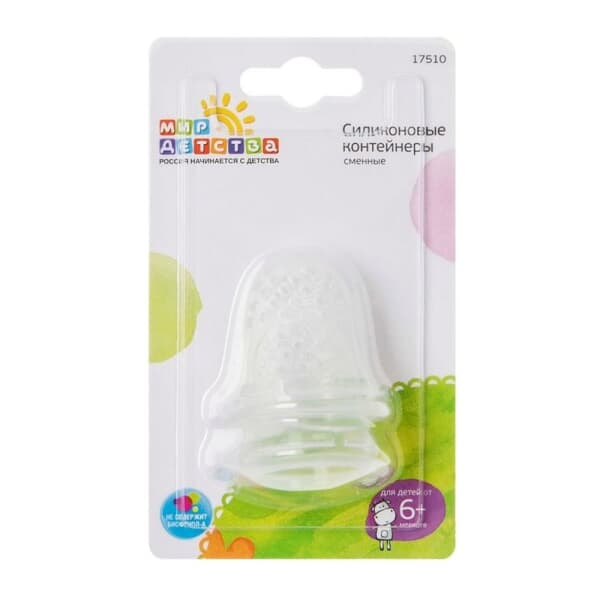 17510
МИР
ДЕТСТВА
РОССИЯ НАЧИНАЕТСЯ С ДЕТСТВА
Силиконовые
контейнеры
сменные
НЕ СОДЕРЖИТ
БИСФЕНОЛ-А
для детей от
6+
месяцев